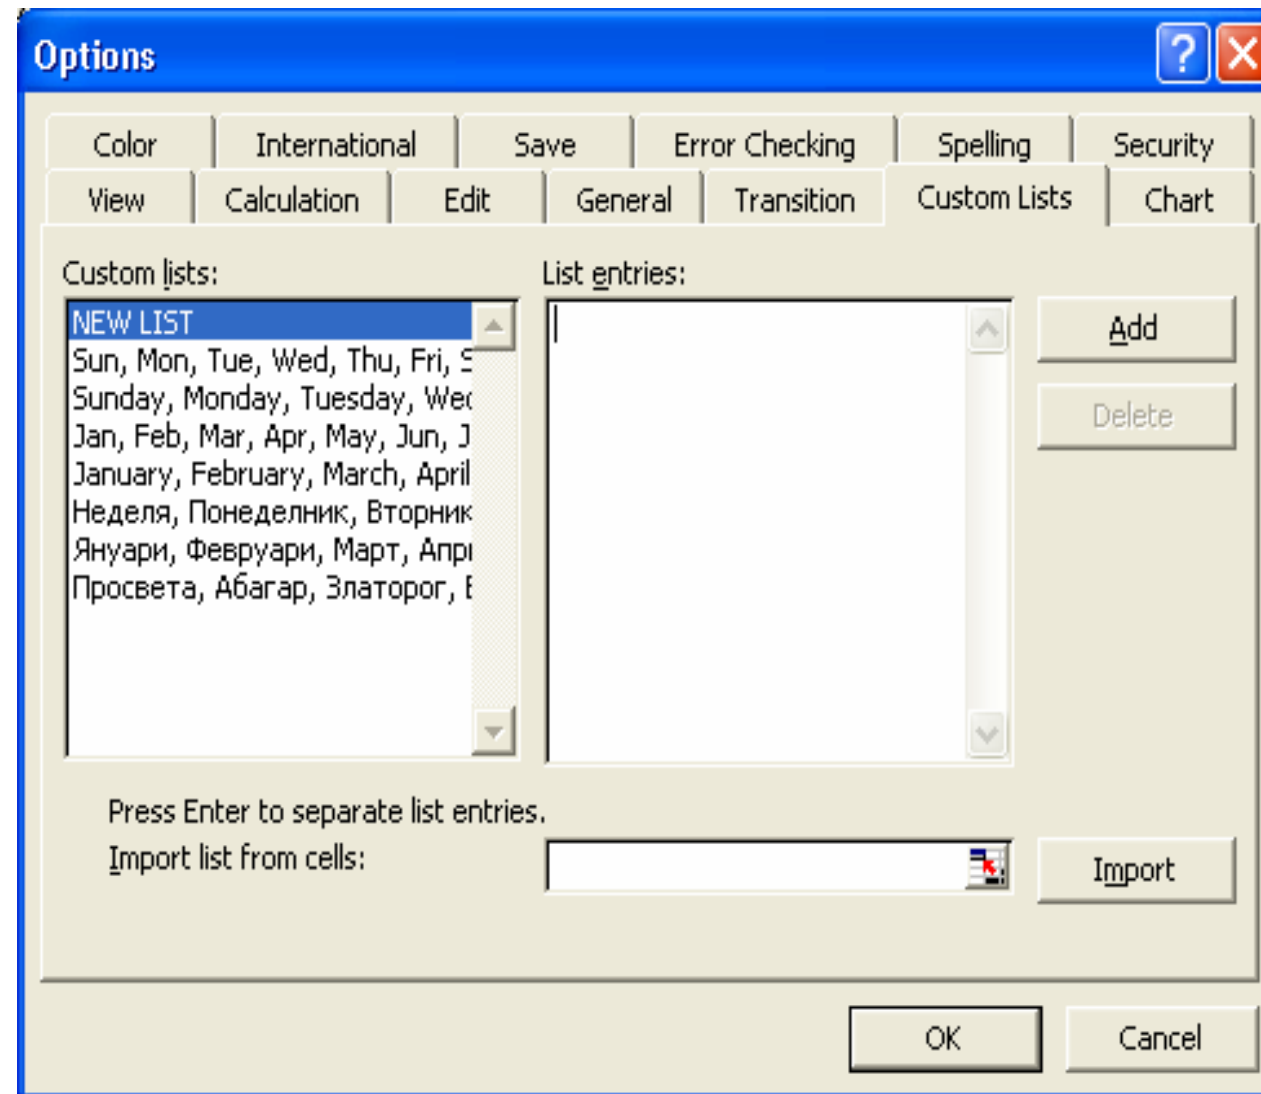 Options
Color International Save Error Checking Spelling Security
View Calculation Edit General Transition Custom Lists Chart
Custom lists:
List entries:
NEW LIST
Sun, Mon, Tue, Wed, Thu, Fri, S
Sunday, Monday, Tuesday, Wed
Jan, Feb, Mar, Apr, May, Jun, J
January, February, March, April
Неделя, Понеделник, Вторник
Януари, Февруари, Март, Апри
Просвета, Абагар, Златорог,
Add
Delete
Press Enter to separate list entries.
Import list from cells:
Import
OK
Cancel